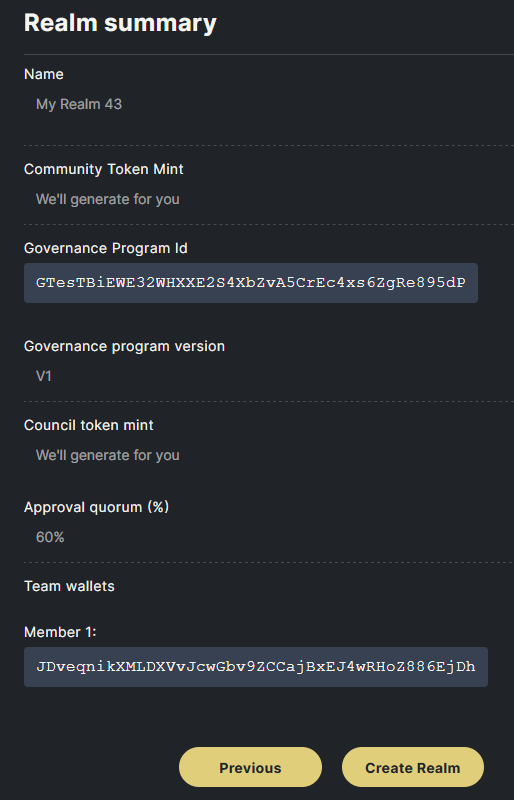 Realm summary
Name
My Realm 43
Community Token Mint
We'll generate for you
Governance Program Id
GTesTBiEWE32WHXXE2S4XbZvA5CrEc4xs6ZgRe895dP
Governance program version
V1
Council token mint
We'll generate for you
Approval quorum (%)
60%
Team wallets
Member 1:
JDveqnikXMLDXVvJcwGbv9ZCCajBxEJ4wRHoZ886EjDh
Previous
Create Realm